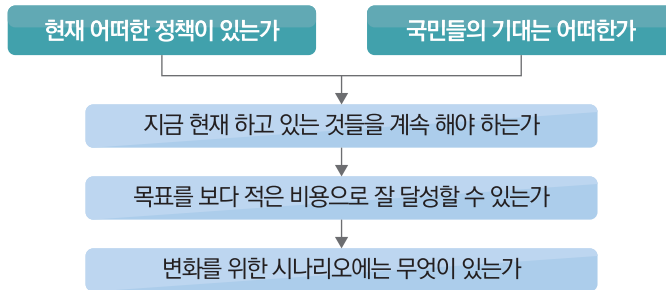 현재 어떠한 정책이 있는가
국민들의 기대는 어떠한가
지금 현재 하고 있는 것들을 계속 해야 하는가
목표를 보다 적은 비용으로 잘 달성할 수 있는가
변화를 위한 시나리오에는 무엇이 있는가